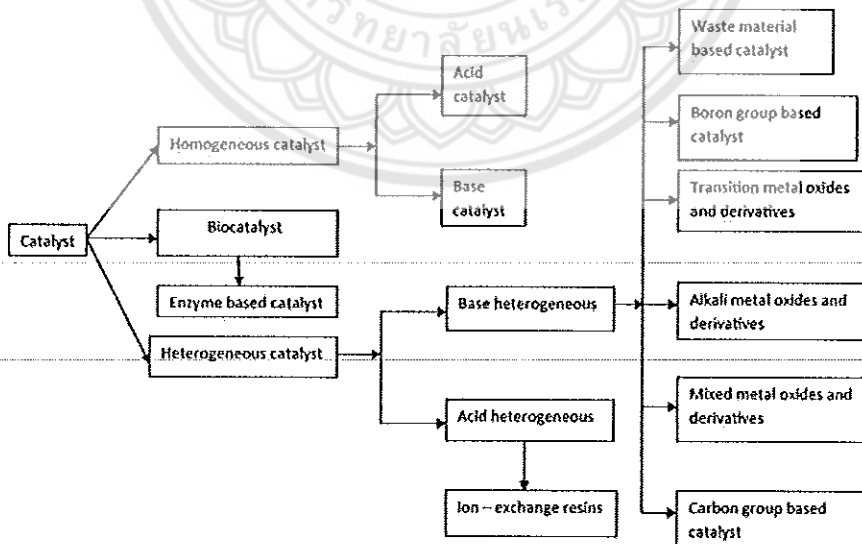 Waste material
based catalyst
Acid
catalyst
Boron group based
catalyst
Homogeneous catalyst
Base
catalyst
Transition metal oxides
and derivatives
Biocatalyst
Catalyst
Enzyme based catalyst
Base heterogeneous
Alkali metal oxides and
derivatives
Heterogeneous catalyst
Mixed metal oxides and
derivatives
Acid heterogeneous
Ion – exchange resins
Carbon group based
catalyst